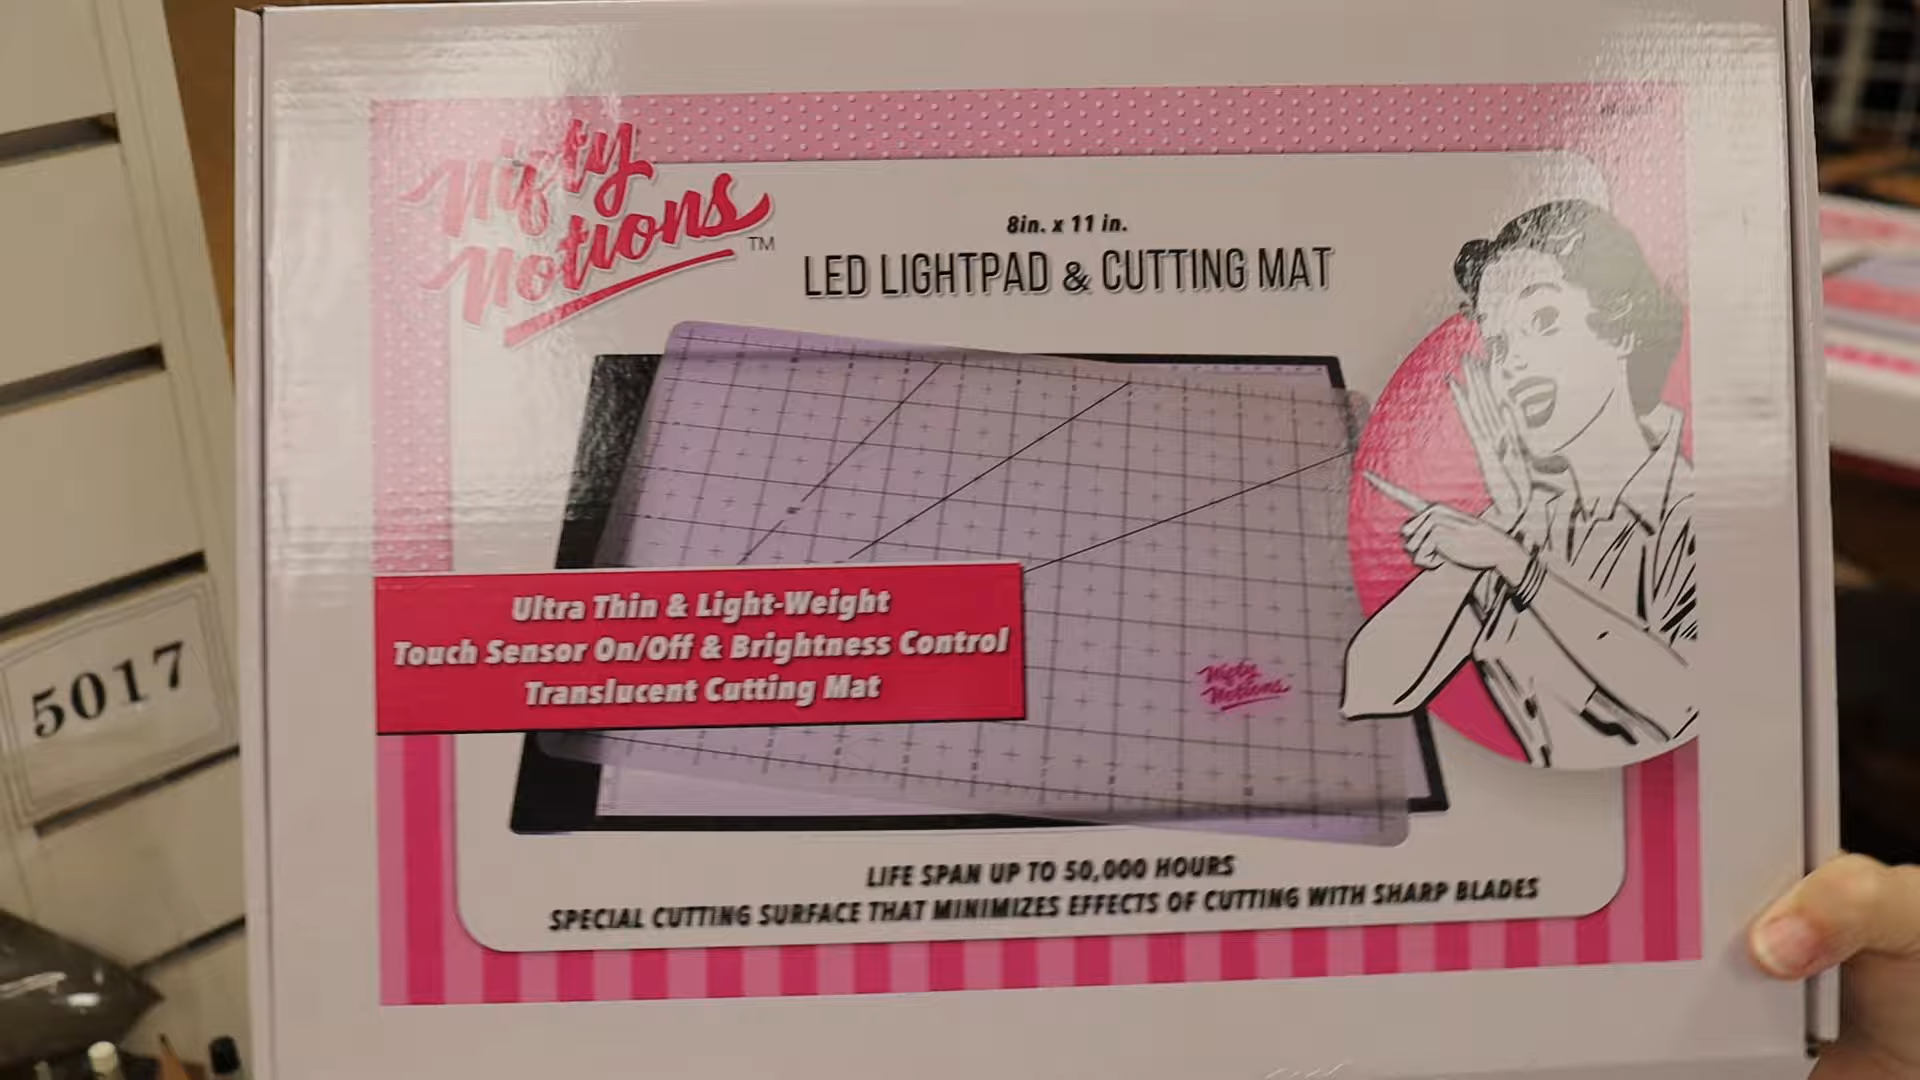 Nifty
Notions
TM
8in. x 11 in.
LED LIGHTPAD & CUTTING MAT
Ultra Thin & Light-Weight
Touch Sensor On/Off & Brightness Control
Translucent Cutting Mat
Nifty
Notions
LIFE SPAN UP TO 50,000 HOURS
SPECIAL CUTTING SURFACE THAT MINIMIZES EFFECTS OF CUTTING WITH SHARP BLADES
5017